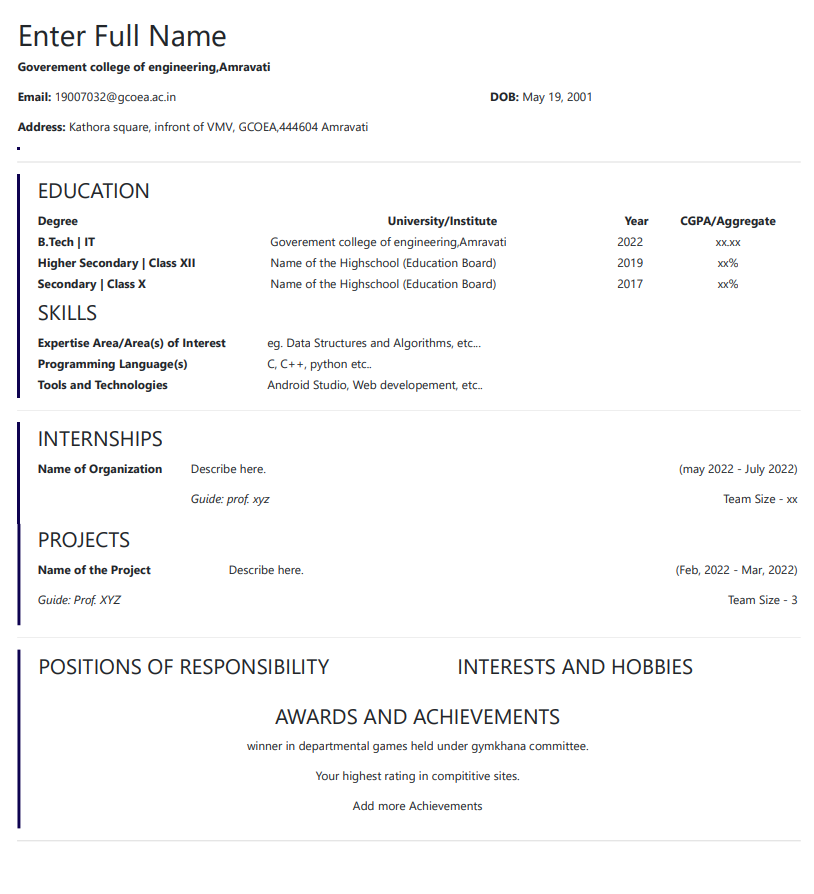 Enter Full Name
Goverement college of engineering,Amravati
Email: 19007032@gcoea.ac.in DOB: May 19, 2001
Address: Kathora square, infront of VMV, GCOEA,444604 Amravati
EDUCATION
Degree University/Institute Year CGPA/Aggregate
B.Tech | IT Goverement college of engineering,Amravati 2022 xx.xx
Higher Secondary | Class XII Name of the Highschool (Education Board) 2019 xx%
Secondary | Class X Name of the Highschool (Education Board) 2017 xx%
SKILLS
Expertise Area/Area(s) of Interest eg. Data Structures and Algorithms, etc...
Programming Language(s) C, C++, python etc..
Tools and Technologies Android Studio, Web developement, etc..
INTERNSHIPS
Name of Organization Describe here. (may 2022 - July 2022)
Guide: prof. xyz Team Size - xx
PROJECTS
Name of the Project Describe here. (Feb, 2022 - Mar, 2022)
Guide: Prof. XYZ Team Size - 3
POSITIONS OF RESPONSIBILITY INTERESTS AND HOBBIES
AWARDS AND ACHIEVEMENTS
winner in departmental games held under gymkhana committee.
Your highest rating in compititive sites.
Add more Achievements